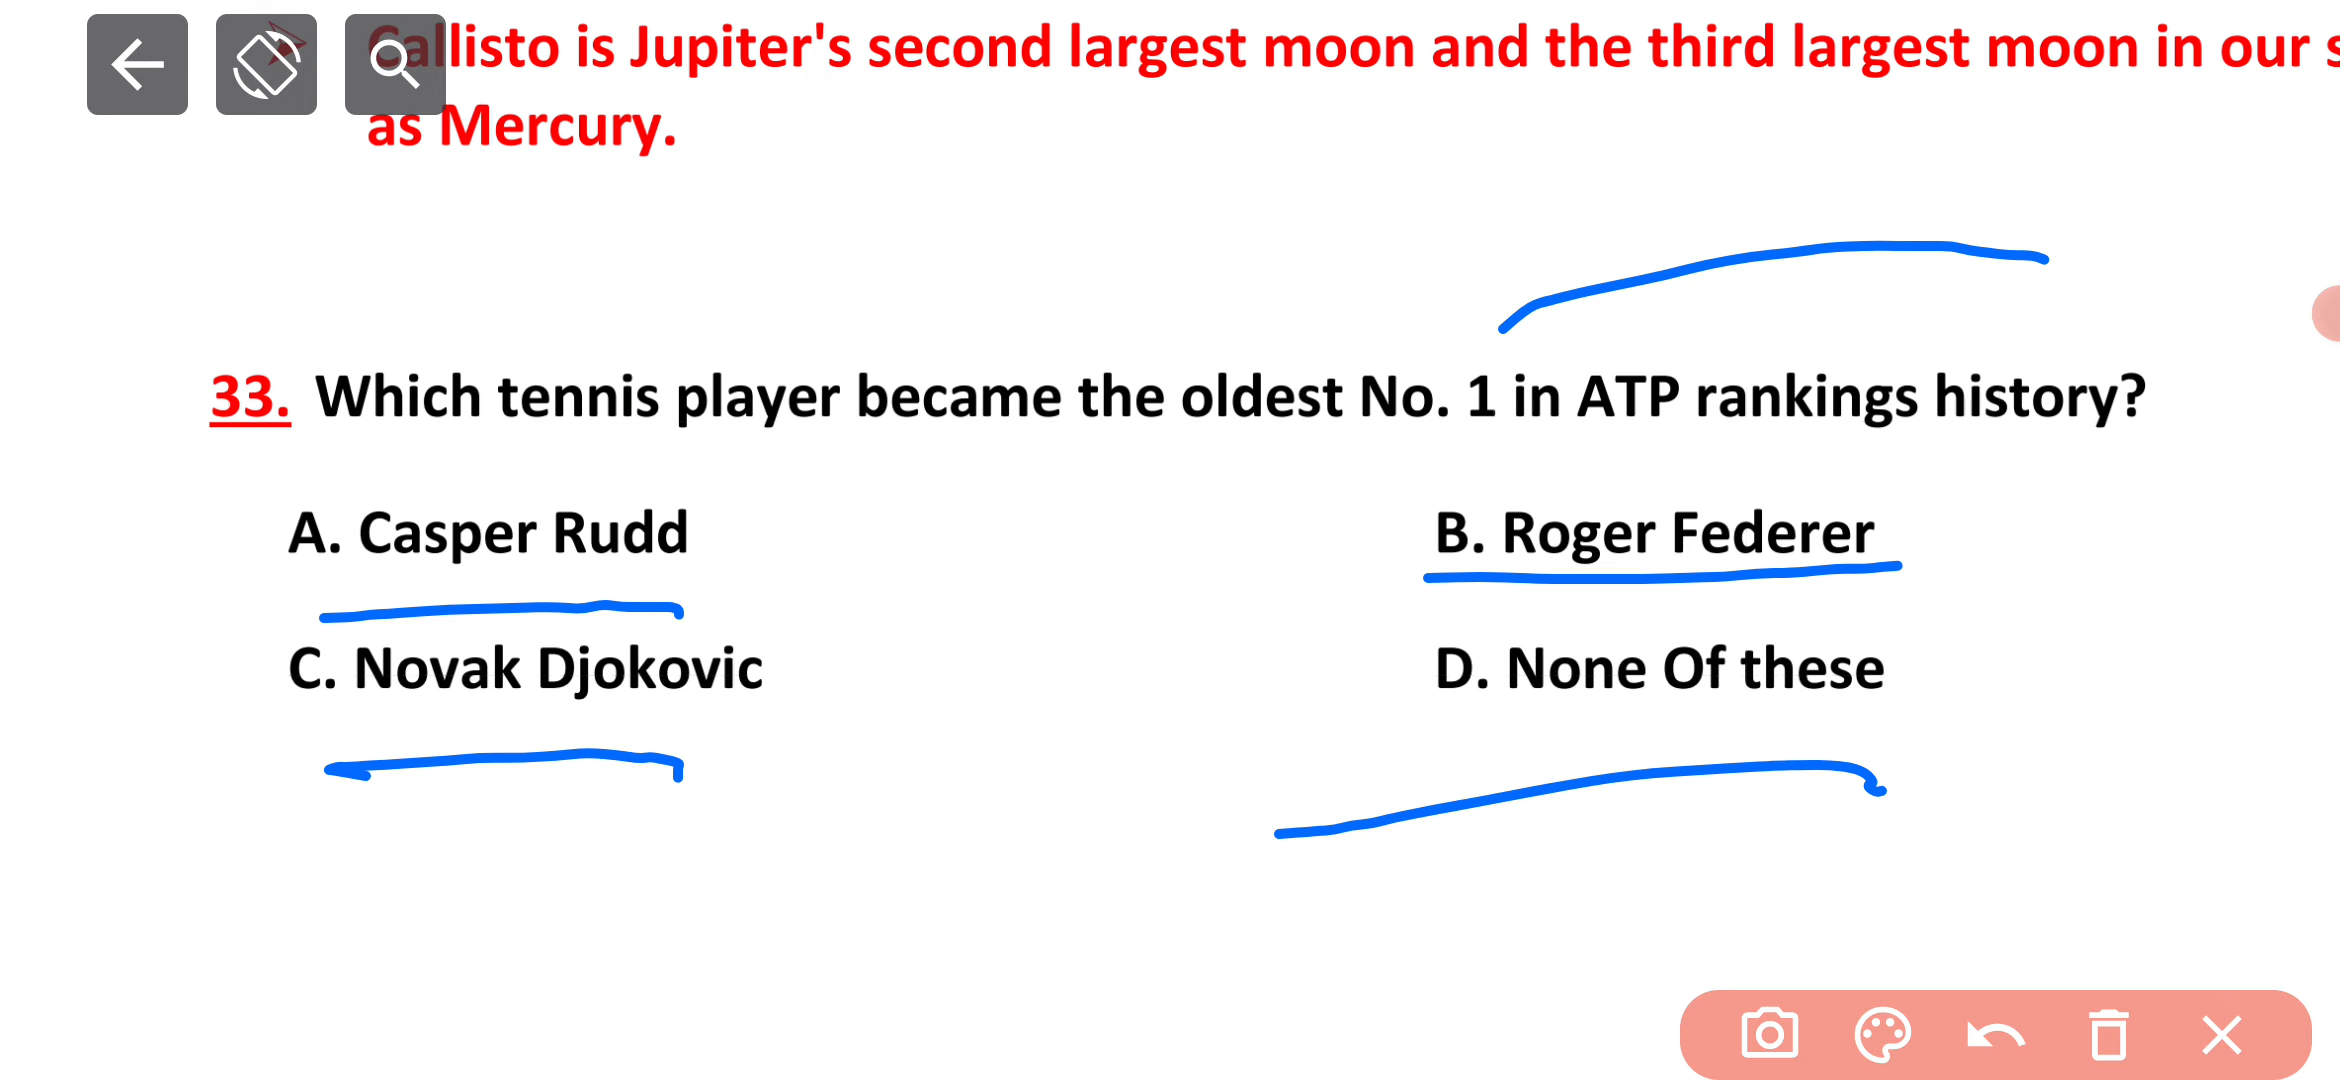 Callisto is Jupiter's second largest moon and the third largest moon in our
as Mercury.
33. Which tennis player became the oldest No. 1 in ATP rankings history?
A. Casper Rudd
B. Roger Federer
C. Novak Djokovic
D. None Of these